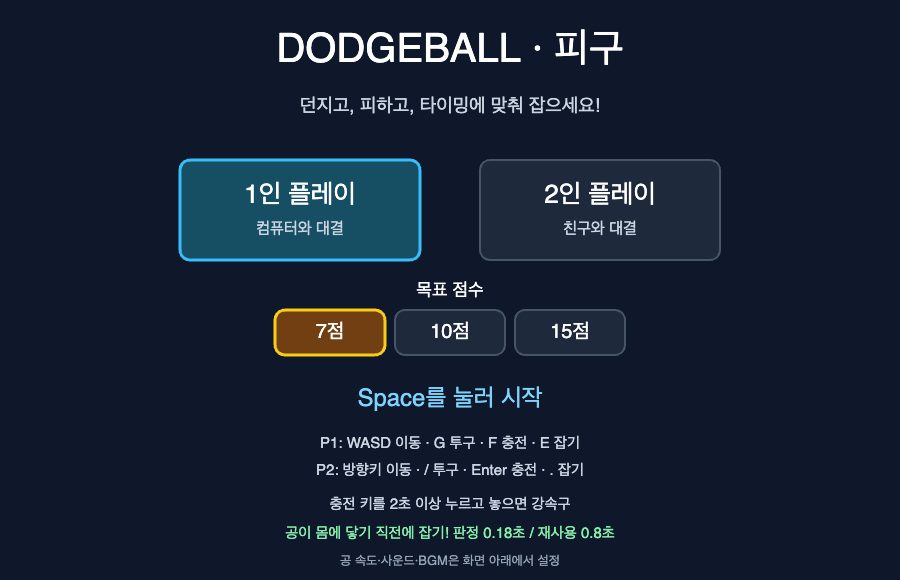 DODGEBALL · 피구
던지고, 피하고, 타이밍에 맞춰 잡으세요!
1인 플레이
컴퓨터와 대결
2인 플레이
친구와 대결
목표 점수
7점
10점
15점
Space를 눌러 시작
P1: WASD 이동 · G 투구 · F 충전 · E 잡기
P2: 방향키 이동 · / 투구 · Enter 충전 · . 잡기
충전 키를 2초 이상 누르고 놓으면 강속구
공이 몸에 닿기 직전에 잡기! 판정 0.18초 / 재사용 0.8초
공 속도·사운드·BGM은 화면 아래에서 설정